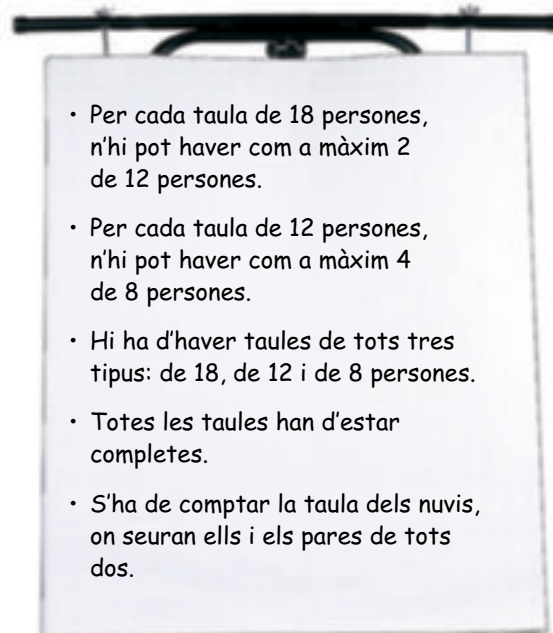 · Per cada taula de 18 persones,
n'hi pot haver com a màxim 2
de 12 persones.
· Per cada taula de 12 persones,
n'hi pot haver com a màxim 4
de 8 persones.
· Hi ha d'haver taules de tots tres
tipus: de 18, de 12 i de 8 persones.
· Totes les taules han d'estar
completes.
· S'ha de comptar la taula dels nuvis,
on seuran ells i els pares de tots
dos.